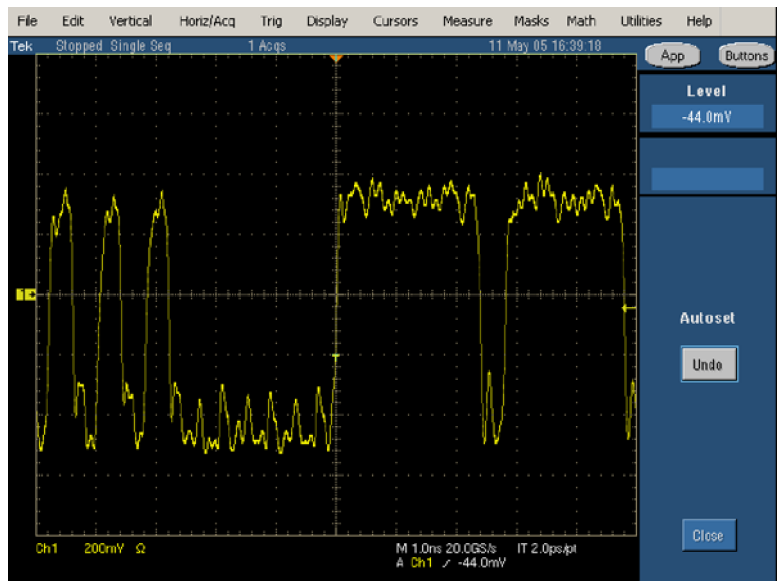 File Edit Vertical Horiz/Acq Trig Display Cursors Measure Masks Math Utilities Help
Tek Stopped Single Seq 1 Acqs 11 May 05 16:39:18
App Buttons
Level
-44.0mV
1
Autoset
Undo
Close
Ch1 200mV Ω M 1.0ns 20.0GS/s IT 2.0ps/pt
A Ch1 / -44.0mV